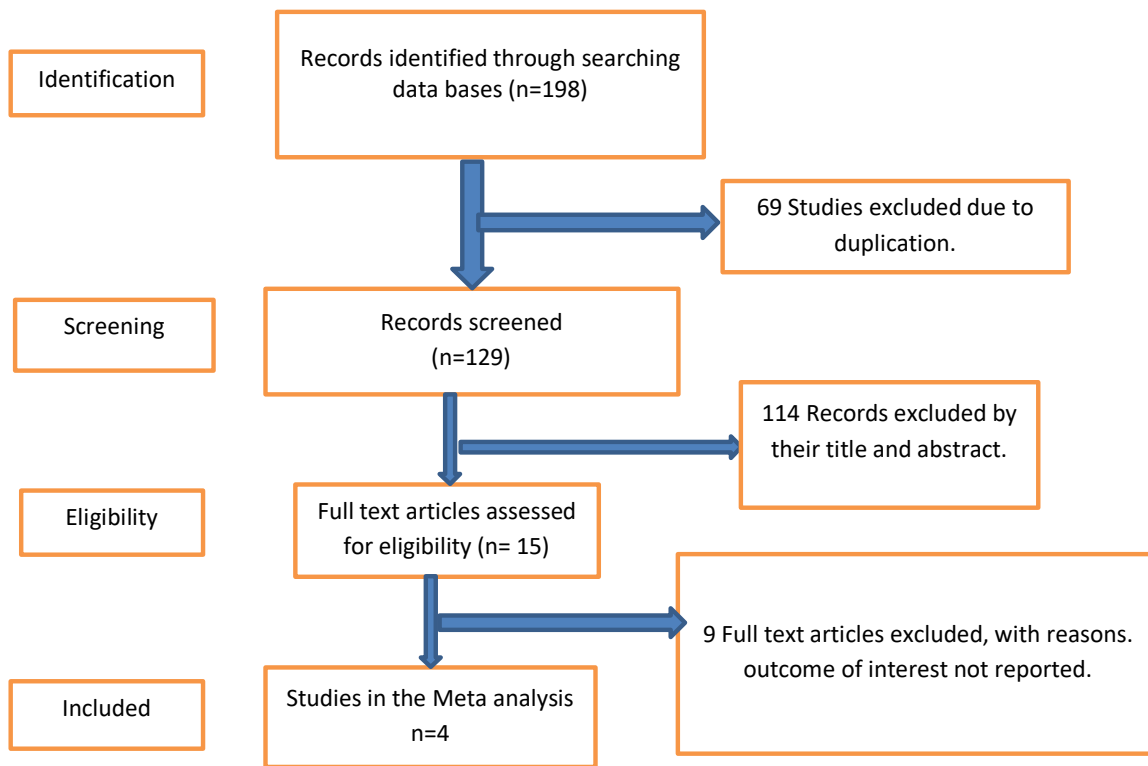 Identification
Records identified through searching
data bases (n=198)
69 Studies excluded due to
duplication.
Screening
Records screened
(n=129)
114 Records excluded by
their title and abstract.
Eligibility
Full text articles assessed
for eligibility (n= 15)
9 Full text articles excluded, with reasons.
outcome of interest not reported.
Included
Studies in the Meta analysis
n=4